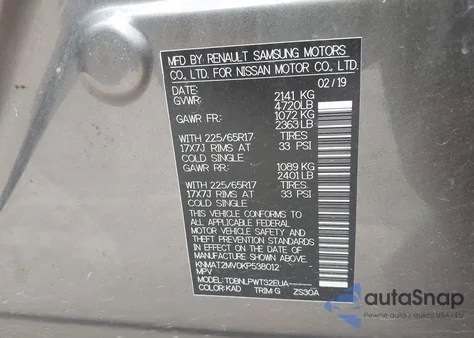 MFD BY RENAULT SAMSUNG MOTORS
CO., LTD. FOR NISSAN MOTOR CO., LTD.
DATE: 02/19
GVWR: 2141 KG
4720LB
GAWR FR: 1072 KG
2363 LB
WITH 225/65R17 TIRES
17X7J RIMS AT 33 PSI
COLD SINGLE
GAWR RR: 1089 KG
2401 LB
WITH 225/65R17 TIRES
17X7J RIMS AT 33 PSI
COLD SINGLE
THIS VEHICLE CONFORMS TO
ALL APPLICABLE FEDERAL
MOTOR VEHICLE SAFETY
STANDARDS IN EFFECT IN U.S.A
ON THE DATE OF
MANUFACTURE SHOWN ABOVE.
KNMAT2MV0KP538012
MPV
MODEL: TDBNLPWT32EUA
COLOR:KAD TRIM:G ZS30A
autoSnap
Powered by